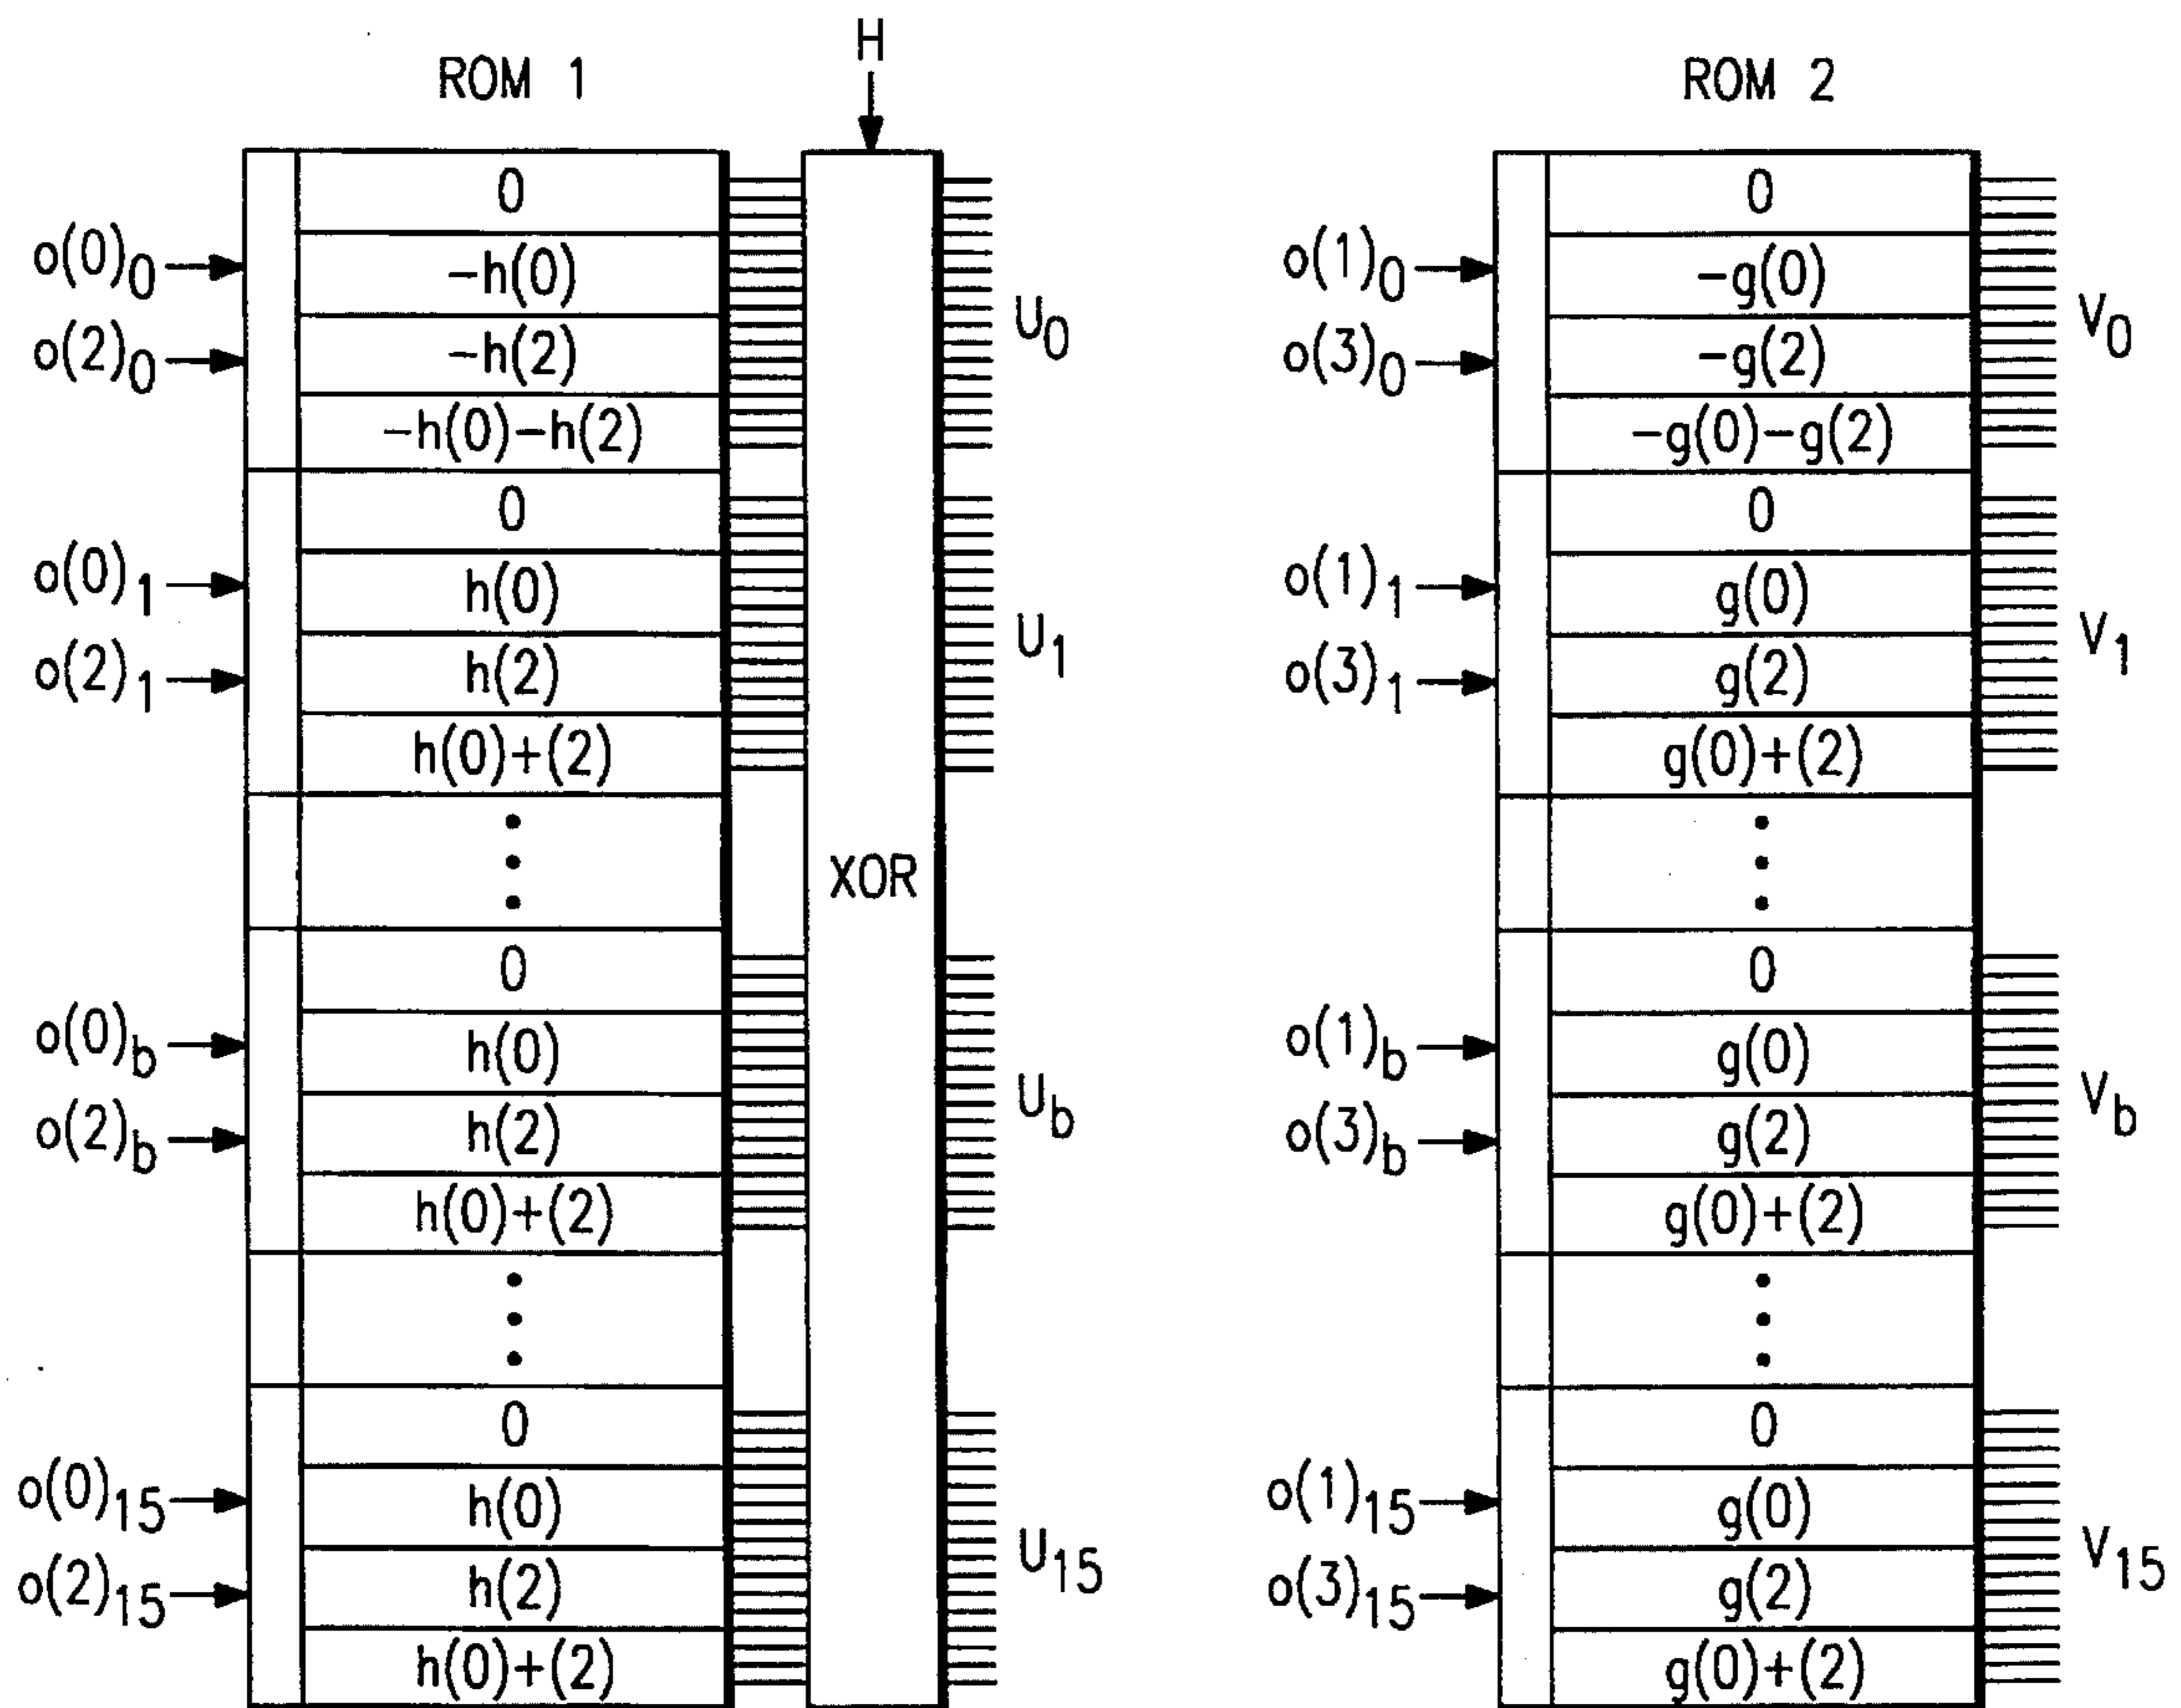 H
ROM 1
0
-h(0)
-h(2)
-h(0)-h(2)
o(0)0
o(2)0
U0
0
h(0)
h(2)
h(0)+(2)
o(0)1
o(2)1
U1
XOR
0
h(0)
h(2)
h(0)+(2)
o(0)b
o(2)b
Ub
0
h(0)
h(2)
h(0)+(2)
o(0)15
o(2)15
U15
ROM 2
0
-g(0)
-g(2)
-g(0)-g(2)
o(1)0
o(3)0
V0
0
g(0)
g(2)
g(0)+(2)
o(1)1
o(3)1
V1
0
g(0)
g(2)
g(0)+(2)
o(1)b
o(3)b
Vb
0
g(0)
g(2)
g(0)+(2)
o(1)15
o(3)15
V15